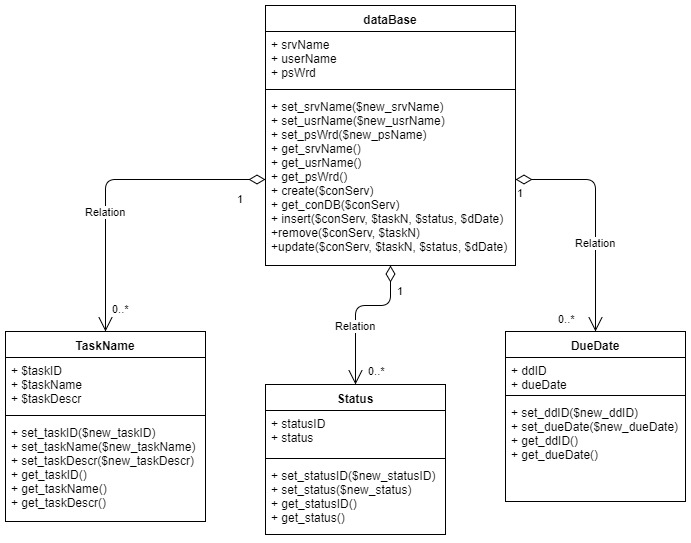 dataBase
+ srvName
+ userName
+ psWrd
+ set_srvName($new_srvName)
+ set_usrName($new_usrName)
+ set_psWrd($new_psName)
+ get_srvName()
+ get_usrName()
+ get_psWrd()
+ create($conServ)
+ get_conDB($conServ)
+ insert($conServ, $taskN, $status, $dDate)
+remove($conServ, $taskN)
+update($conServ, $taskN, $status, $dDate)
1
Relation
0..*
1
Relation
0..*
1
Relation
0..*
TaskName
+ $taskID
+ $taskName
+ $taskDescr
+ set_taskID($new_taskID)
+ set_taskName($new_taskName)
+ set_taskDescr($new_taskDescr)
+ get_taskID()
+ get_taskName()
+ get_taskDescr()
Status
+ statusID
+ status
+ set_statusID($new_statusID)
+ set_status($new_status)
+ get_statusID()
+ get_status()
DueDate
+ ddID
+ dueDate
+ set_ddID($new_ddID)
+ set_dueDate($new_dueDate)
+ get_ddID()
+ get_dueDate()